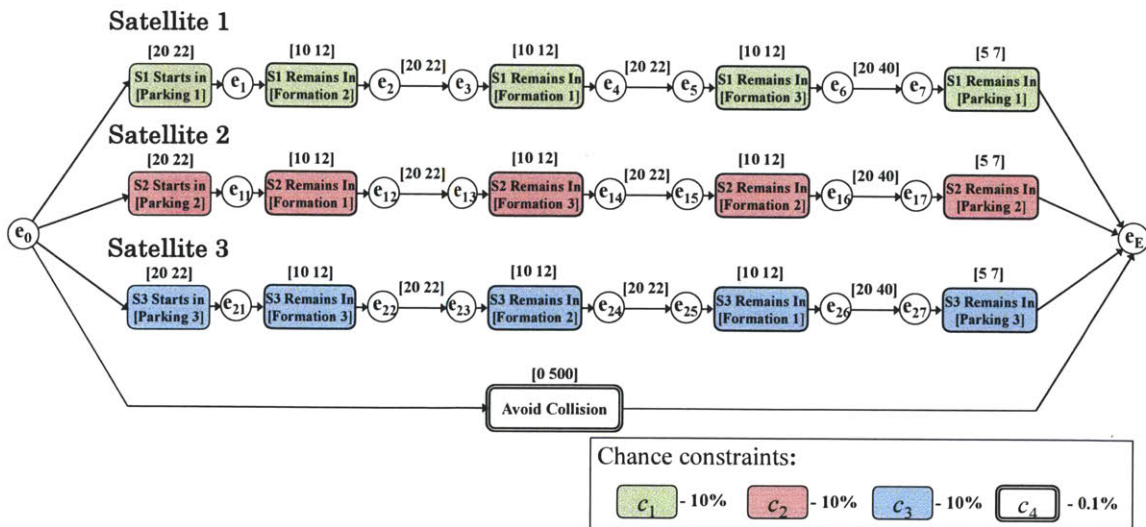 Satellite 1
[20 22] [10 12] [10 12] [10 12] [5 7]
[20 22] [20 22] [20 40]
S1 Starts in
[Parking 1]
e1
S1 Remains In
[Formation 2]
e2
e3
S1 Remains In
[Formation 1]
e4
e5
S1 Remains In
[Formation 3]
e6
e7
S1 Remains In
[Parking 1]
Satellite 2
[20 22] [10 12] [10 12] [10 12] [5 7]
[20 22] [20 22] [20 40]
S2 Starts in
[Parking 2]
e11
S2 Remains In
[Formation 1]
e12
e13
S2 Remains In
[Formation 3]
e14
e15
S2 Remains In
[Formation 2]
e16
e17
S2 Remains In
[Parking 2]
e0
eE
Satellite 3
[20 22] [10 12] [10 12] [10 12] [5 7]
[20 22] [20 22] [20 40]
S3 Starts in
[Parking 3]
e21
S3 Remains In
[Formation 3]
e22
e23
S3 Remains In
[Formation 2]
e24
e25
S3 Remains In
[Formation 1]
e26
e27
S3 Remains In
[Parking 3]
[0 500]
Avoid Collision
Chance constraints:
c1 - 10% c2 - 10% c3 - 10% c4 - 0.1%